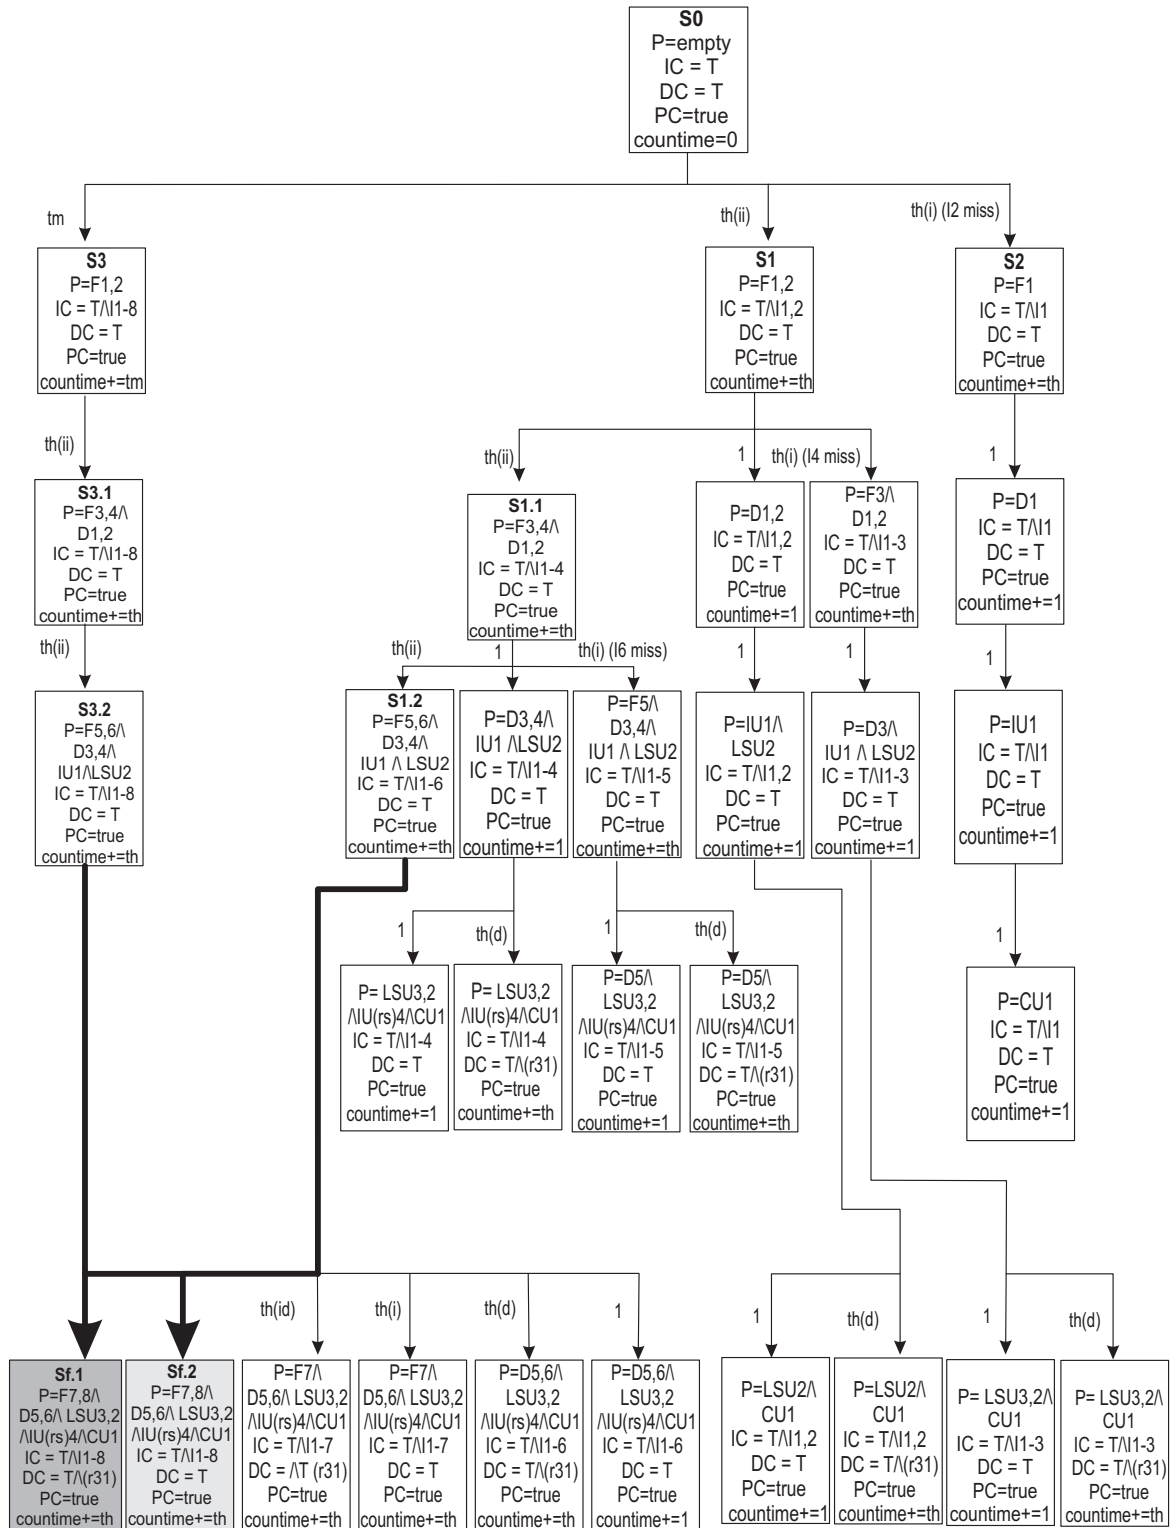 S0
P=empty
IC = T
DC = T
PC=true
countime=0
tm
th(ii)
th(i) (I2 miss)
S3
P=F1,2
IC = T/\I1-8
DC = T
PC=true
countime+=tm
S1
P=F1,2
IC = T/\I1,2
DC = T
PC=true
countime+=th
S2
P=F1
IC = T/\I1
DC = T
PC=true
countime+=th
th(ii)
th(ii)
1
th(i) (I4 miss)
1
S3.1
P=F3,4/\
D1,2
IC = T/\I1-8
DC = T
PC=true
countime+=th
S1.1
P=F3,4/\
D1,2
IC = T/\I1-4
DC = T
PC=true
countime+=th
P=D1,2
IC = T/\I1,2
DC = T
PC=true
countime+=1
P=F3/\
D1,2
IC = T/\I1-3
DC = T
PC=true
countime+=th
P=D1
IC = T/\I1
DC = T
PC=true
countime+=1
th(ii)
th(ii)
1
th(i) (I6 miss)
1
1
1
S3.2
P=F5,6/\
D3,4/\
IU1/\LSU2
IC = T/\I1-8
DC = T
PC=true
countime+=th
S1.2
P=F5,6/\
D3,4/\
IU1 /\ LSU2
IC = T/\I1-6
DC = T
PC=true
countime+=th
P=D3,4/\
IU1 /\LSU2
IC = T/\I1-4
DC = T
PC=true
countime+=1
P=F5/\
D3,4/\
IU1 /\ LSU2
IC = T/\I1-5
DC = T
PC=true
countime+=th
P=IU1/\
LSU2
IC = T/\I1,2
DC = T
PC=true
countime+=1
P=D3/\
IU1 /\ LSU2
IC = T/\I1-3
DC = T
PC=true
countime+=1
P=IU1
IC = T/\I1
DC = T
PC=true
countime+=1
1
th(d)
1
th(d)
1
P= LSU3,2
/\IU(rs)4/\CU1
IC = T/\I1-4
DC = T
PC=true
countime+=1
P= LSU3,2
/\IU(rs)4/\CU1
IC = T/\I1-4
DC = T/\(r31)
PC=true
countime+=th
P=D5/\
LSU3,2
/\IU(rs)4/\CU1
IC = T/\I1-5
DC = T
PC=true
countime+=1
P=D5/\
LSU3,2
/\IU(rs)4/\CU1
IC = T/\I1-5
DC = T/\(r31)
PC=true
countime+=th
P=CU1
IC = T/\I1
DC = T
PC=true
countime+=1
th(id)
th(i)
th(d)
1
1
th(d)
1
th(d)
Sf.1
P=F7,8/\
D5,6/\ LSU3,2
/\IU(rs)4/\CU1
IC = T/\I1-8
DC = T/\(r31)
PC=true
countime+=th
Sf.2
P=F7,8/\
D5,6/\ LSU3,2
/\IU(rs)4/\CU1
IC = T/\I1-8
DC = T
PC=true
countime+=th
P=F7/\
D5,6/\ LSU3,2
/\IU(rs)4/\CU1
IC = T/\I1-7
DC = /\T (r31)
PC=true
countime+=th
P=F7/\
D5,6/\ LSU3,2
/\IU(rs)4/\CU1
IC = T/\I1-7
DC = T
PC=true
countime+=th
P=D5,6/\
LSU3,2
/\IU(rs)4/\CU1
IC = T/\I1-6
DC = T/\(r31)
PC=true
countime+=th
P=D5,6/\
LSU3,2
/\IU(rs)4/\CU1
IC = T/\I1-6
DC = T
PC=true
countime+=1
P=LSU2/\
CU1
IC = T/\I1,2
DC = T
PC=true
countime+=1
P=LSU2/\
CU1
IC = T/\I1,2
DC = T/\(r31)
PC=true
countime+=th
P= LSU3,2/\
CU1
IC = T/\I1-3
DC = T
PC=true
countime+=1
P= LSU3,2/\
CU1
IC = T/\I1-3
DC = T/\(r31)
PC=true
countime+=th